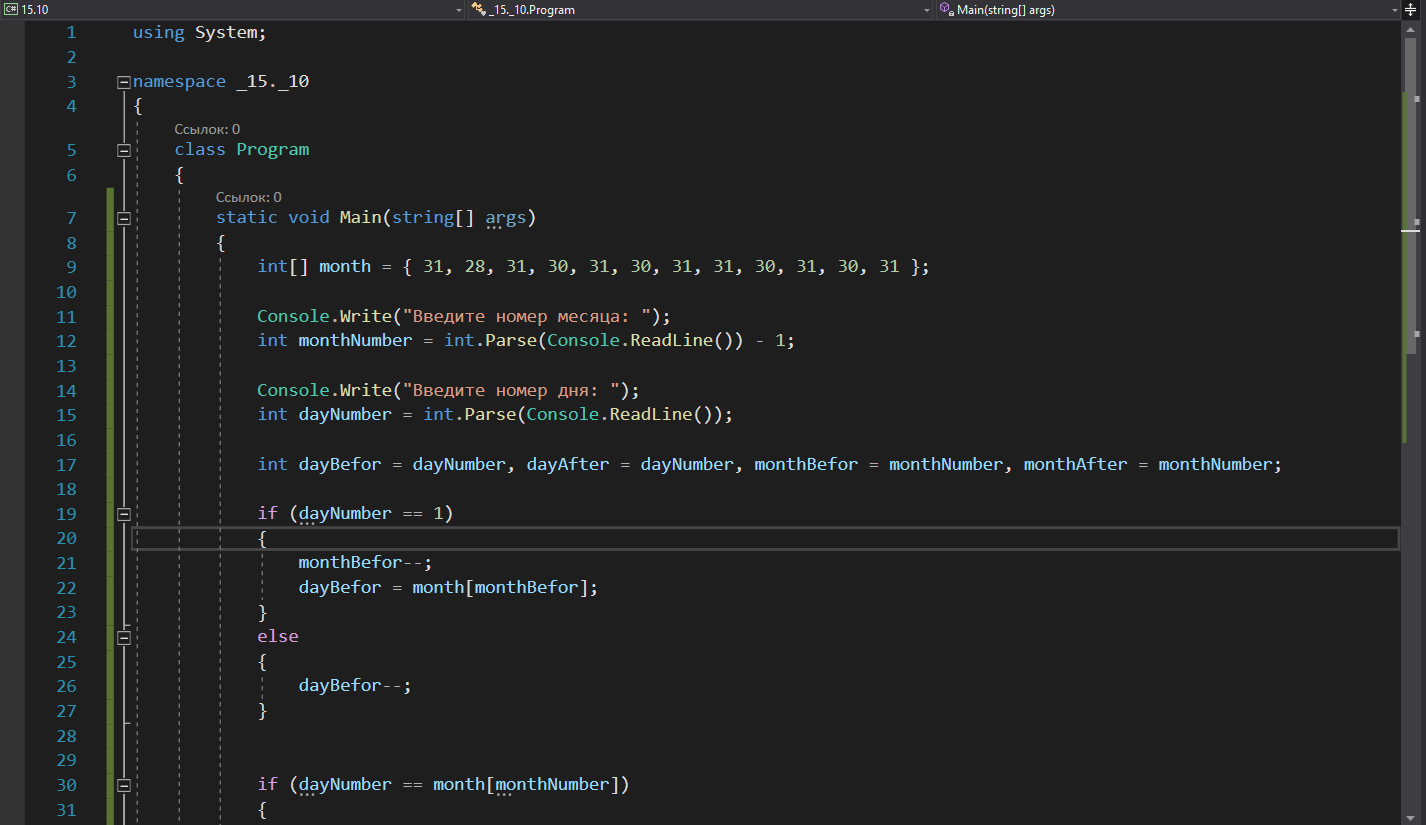 C# 15.10 _15._10.Program Main(string[] args)
1 using System;
2
3 namespace _15._10
4 {
Ссылок: 0
5 class Program
6 {
Ссылок: 0
7 static void Main(string[] args)
8 {
9 int[] month = { 31, 28, 31, 30, 31, 30, 31, 31, 30, 31, 30, 31 };
10
11 Console.Write("Введите номер месяца: ");
12 int monthNumber = int.Parse(Console.ReadLine()) - 1;
13
14 Console.Write("Введите номер дня: ");
15 int dayNumber = int.Parse(Console.ReadLine());
16
17 int dayBefor = dayNumber, dayAfter = dayNumber, monthBefor = monthNumber, monthAfter = monthNumber;
18
19 if (dayNumber == 1)
20 {
21 monthBefor--;
22 dayBefor = month[monthBefor];
23 }
24 else
25 {
26 dayBefor--;
27 }
28
29
30 if (dayNumber == month[monthNumber])
31 {